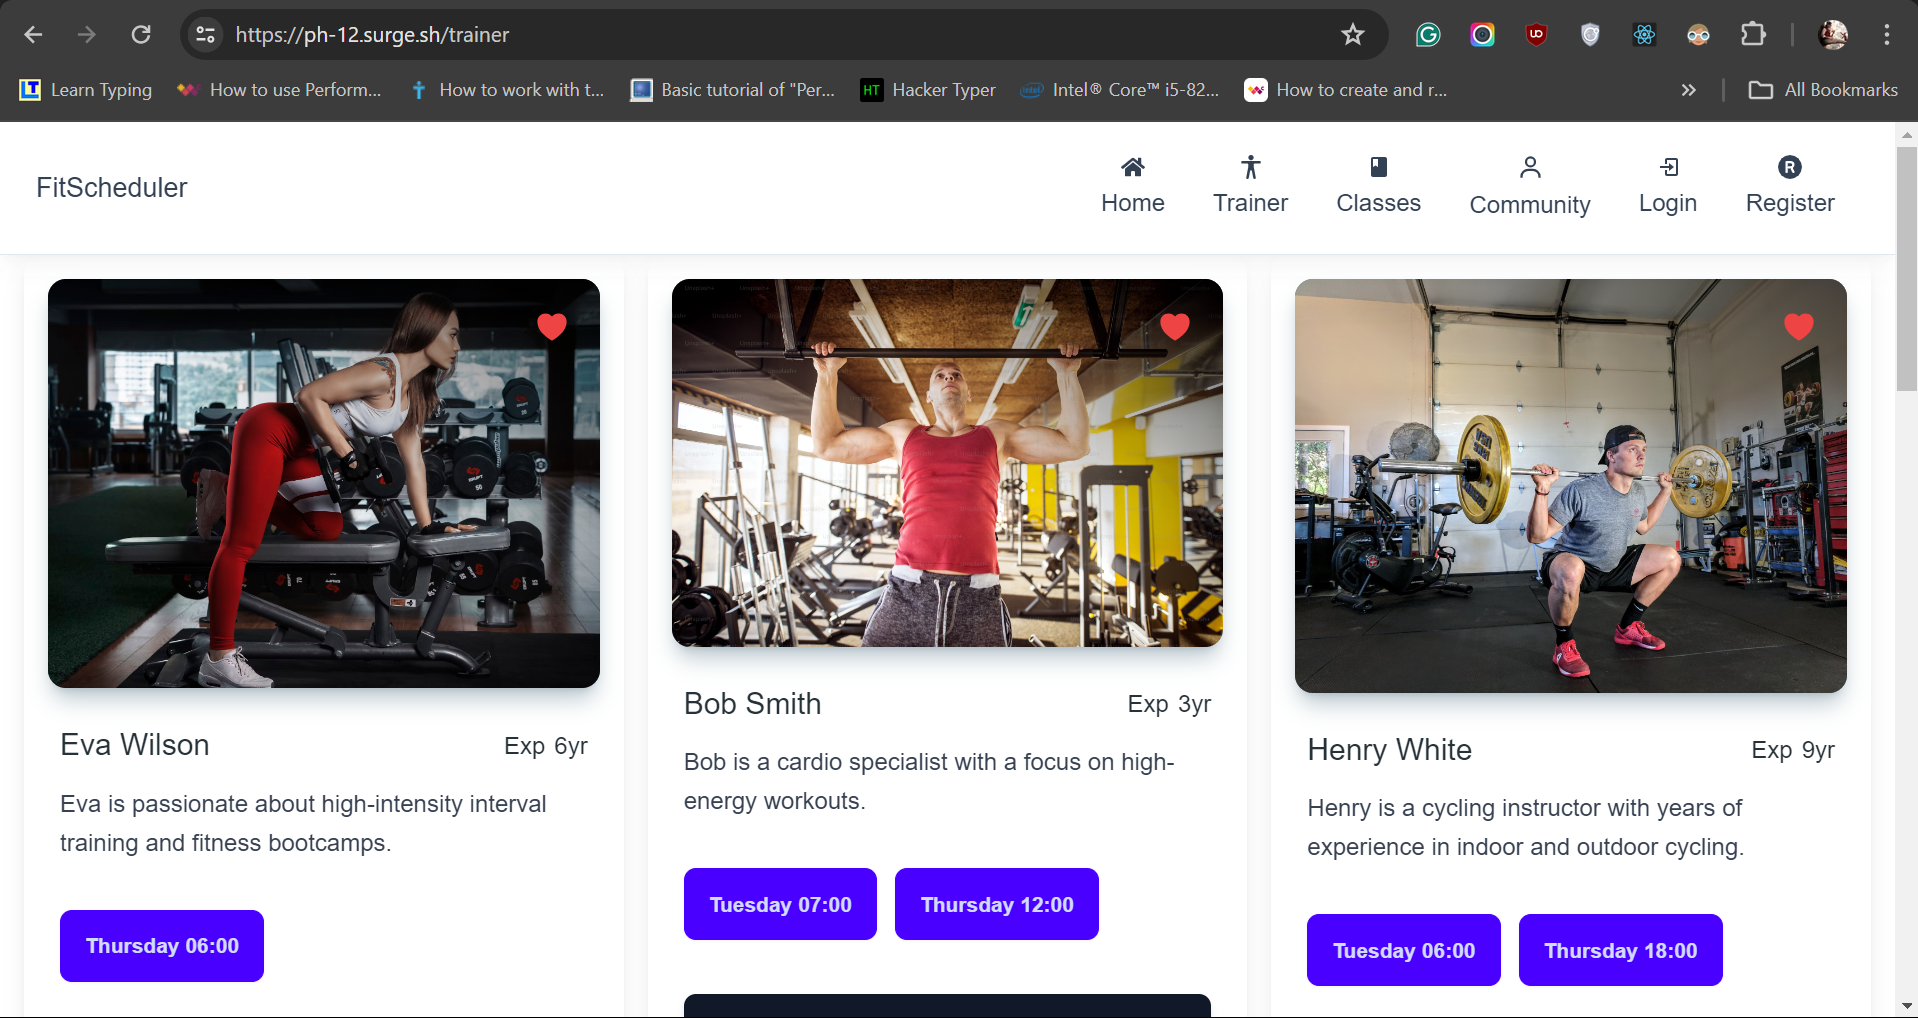 https://ph-12.surge.sh/trainer
Learn Typing
How to use Perform...
How to work with t...
Basic tutorial of "Per...
HT
Hacker Typer
Intel® Core™ i5-82...
How to create and r...
All Bookmarks
FitScheduler
Home
Trainer
Classes
Community
R
Login
Register
Eva Wilson
Exp 6yr
Eva is passionate about high-intensity interval
training and fitness bootcamps.
Thursday 06:00
Bob Smith
Exp 3yr
Bob is a cardio specialist with a focus on high-
energy workouts.
Tuesday 07:00
Thursday 12:00
Henry White
Exp 9yr
Henry is a cycling instructor with years of
experience in indoor and outdoor cycling.
Tuesday 06:00
Thursday 18:00